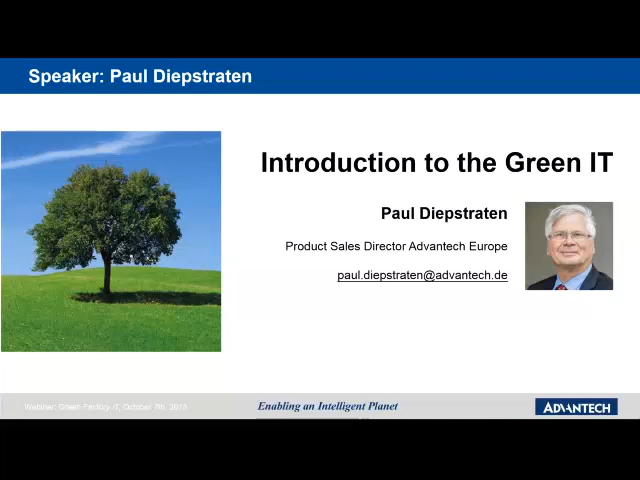 Speaker: Paul Diepstraten
Introduction to the Green IT
Paul Diepstraten
Product Sales Director Advantech Europe
paul.diepstraten@advantech.de
Webinar: Green Factory IT, October 7th, 2015
Enabling an Intelligent Planet
ADVANTECH